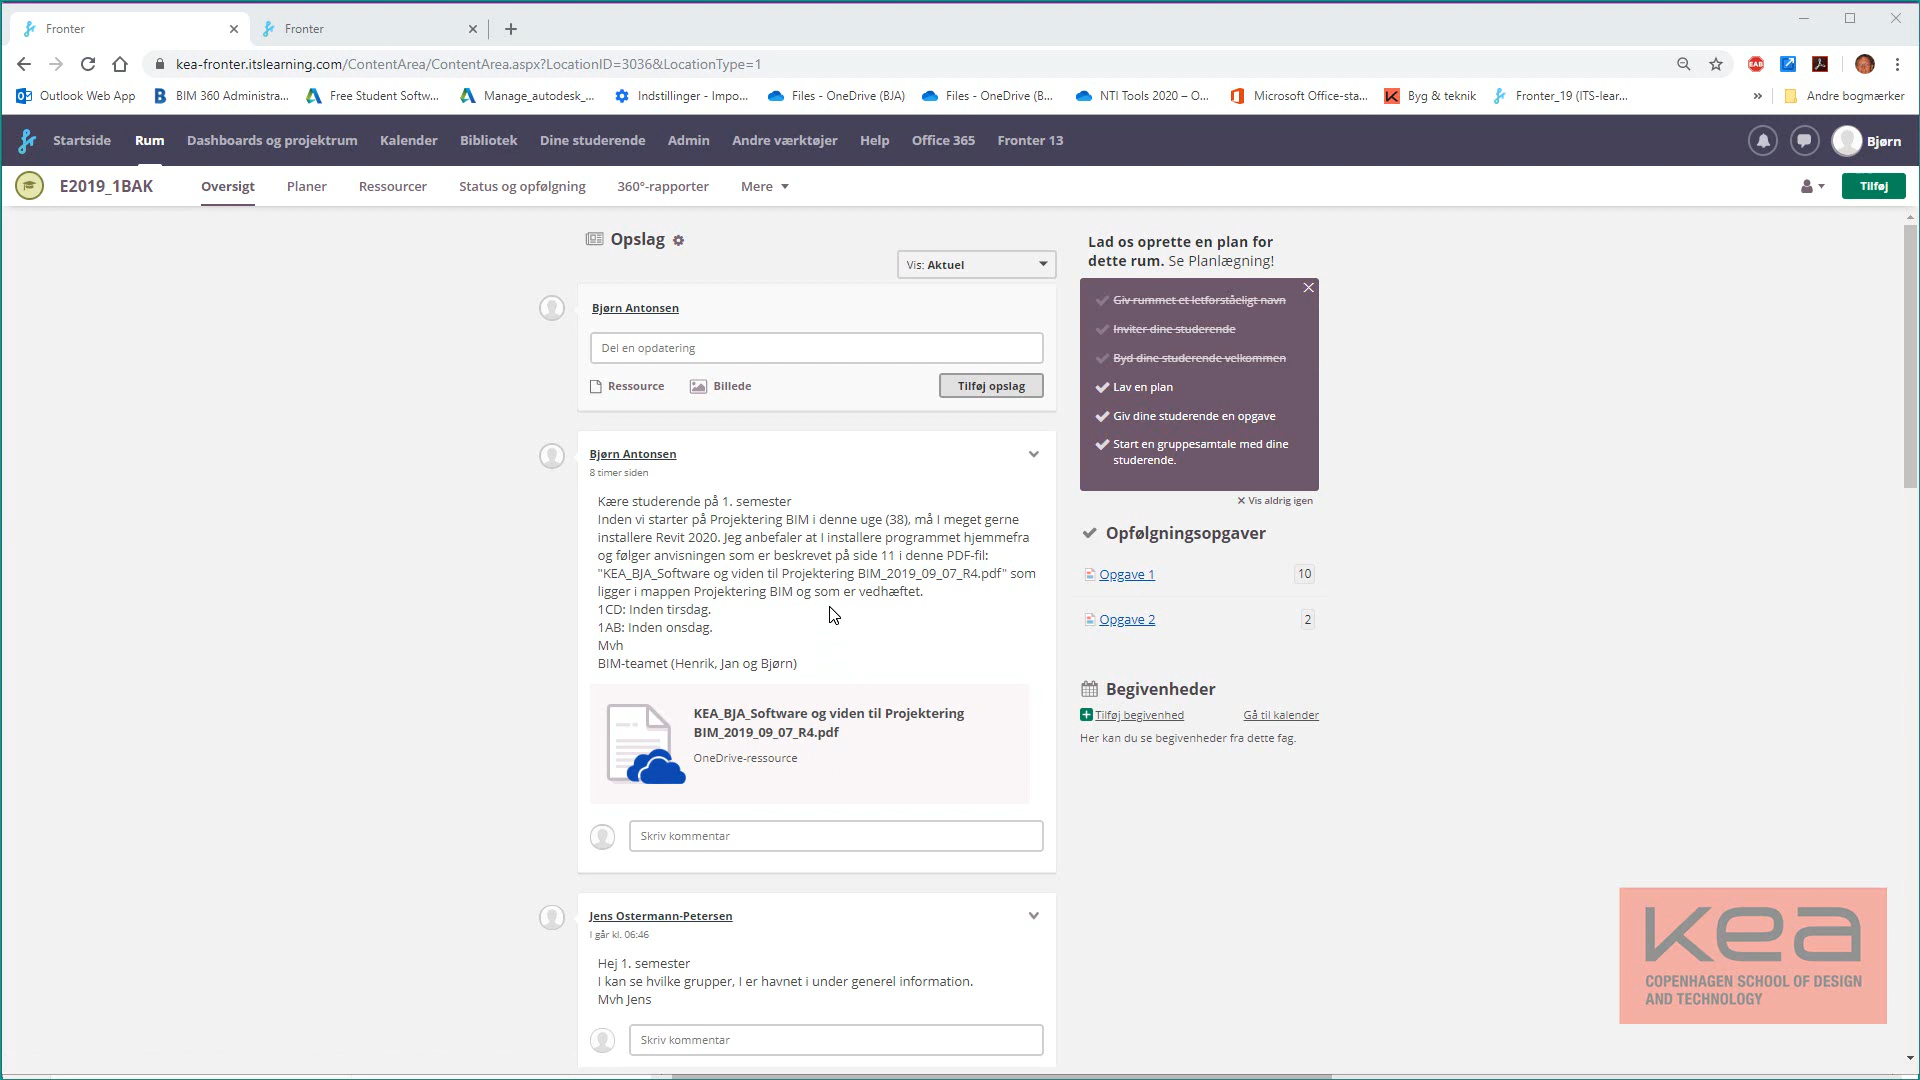 Fronter
Fronter
kea-fronter.itslearning.com/ContentArea/ContentArea.aspx?LocationID=3036&LocationType=1
EAB
Outlook Web App
BIM 360 Administra...
Free Student Softw...
Manage_autodesk_...
Indstillinger - Impo...
Files - OneDrive (BJA)
Files - OneDrive (B...
NTI Tools 2020 – O...
Microsoft Office-sta...
Byg & teknik
Fronter_19 (ITS-lear...
»
Andre bogmærker
Startside
Rum
Dashboards og projektrum
Kalender
Bibliotek
Dine studerende
Admin
Andre værktøjer
Help
Office 365
Fronter 13
Bjørn
E2019_1BAK
Oversigt
Planer
Ressourcer
Status og opfølgning
360°-rapporter
Mere
Tilføj
Opslag
Vis: Aktuel
Bjørn Antonsen
Del en opdatering
Ressource
Billede
Tilføj opslag
Bjørn Antonsen
8 timer siden
Kære studerende på 1. semester
Inden vi starter på Projektering BIM i denne uge (38), må I meget gerne
installere Revit 2020. Jeg anbefaler at I installere programmet hjemmefra
og følger anvisningen som er beskrevet på side 11 i denne PDF-fil:
"KEA_BJA_Software og viden til Projektering BIM_2019_09_07_R4.pdf" som
ligger i mappen Projektering BIM og som er vedhæftet.
1CD: Inden tirsdag.
1AB: Inden onsdag.
Mvh
BIM-teamet (Henrik, Jan og Bjørn)
KEA_BJA_Software og viden til Projektering
BIM_2019_09_07_R4.pdf
OneDrive-ressource
Skriv kommentar
Jens Ostermann-Petersen
I går kl. 06:46
Hej 1. semester
I kan se hvilke grupper, I er havnet i under generel information.
Mvh Jens
Skriv kommentar
Lad os oprette en plan for
dette rum. Se Planlægning!
Giv rummet et letforståeligt navn
Inviter dine studerende
Byd dine studerende velkommen
Lav en plan
Giv dine studerende en opgave
Start en gruppesamtale med dine
studerende.
Vis aldrig igen
Opfølgningsopgaver
Opgave 1
10
Opgave 2
2
Begivenheder
Tilføj begivenhed
Gå til kalender
Her kan du se begivenheder fra dette fag.
kea
COPENHAGEN SCHOOL OF DESIGN
AND TECHNOLOGY